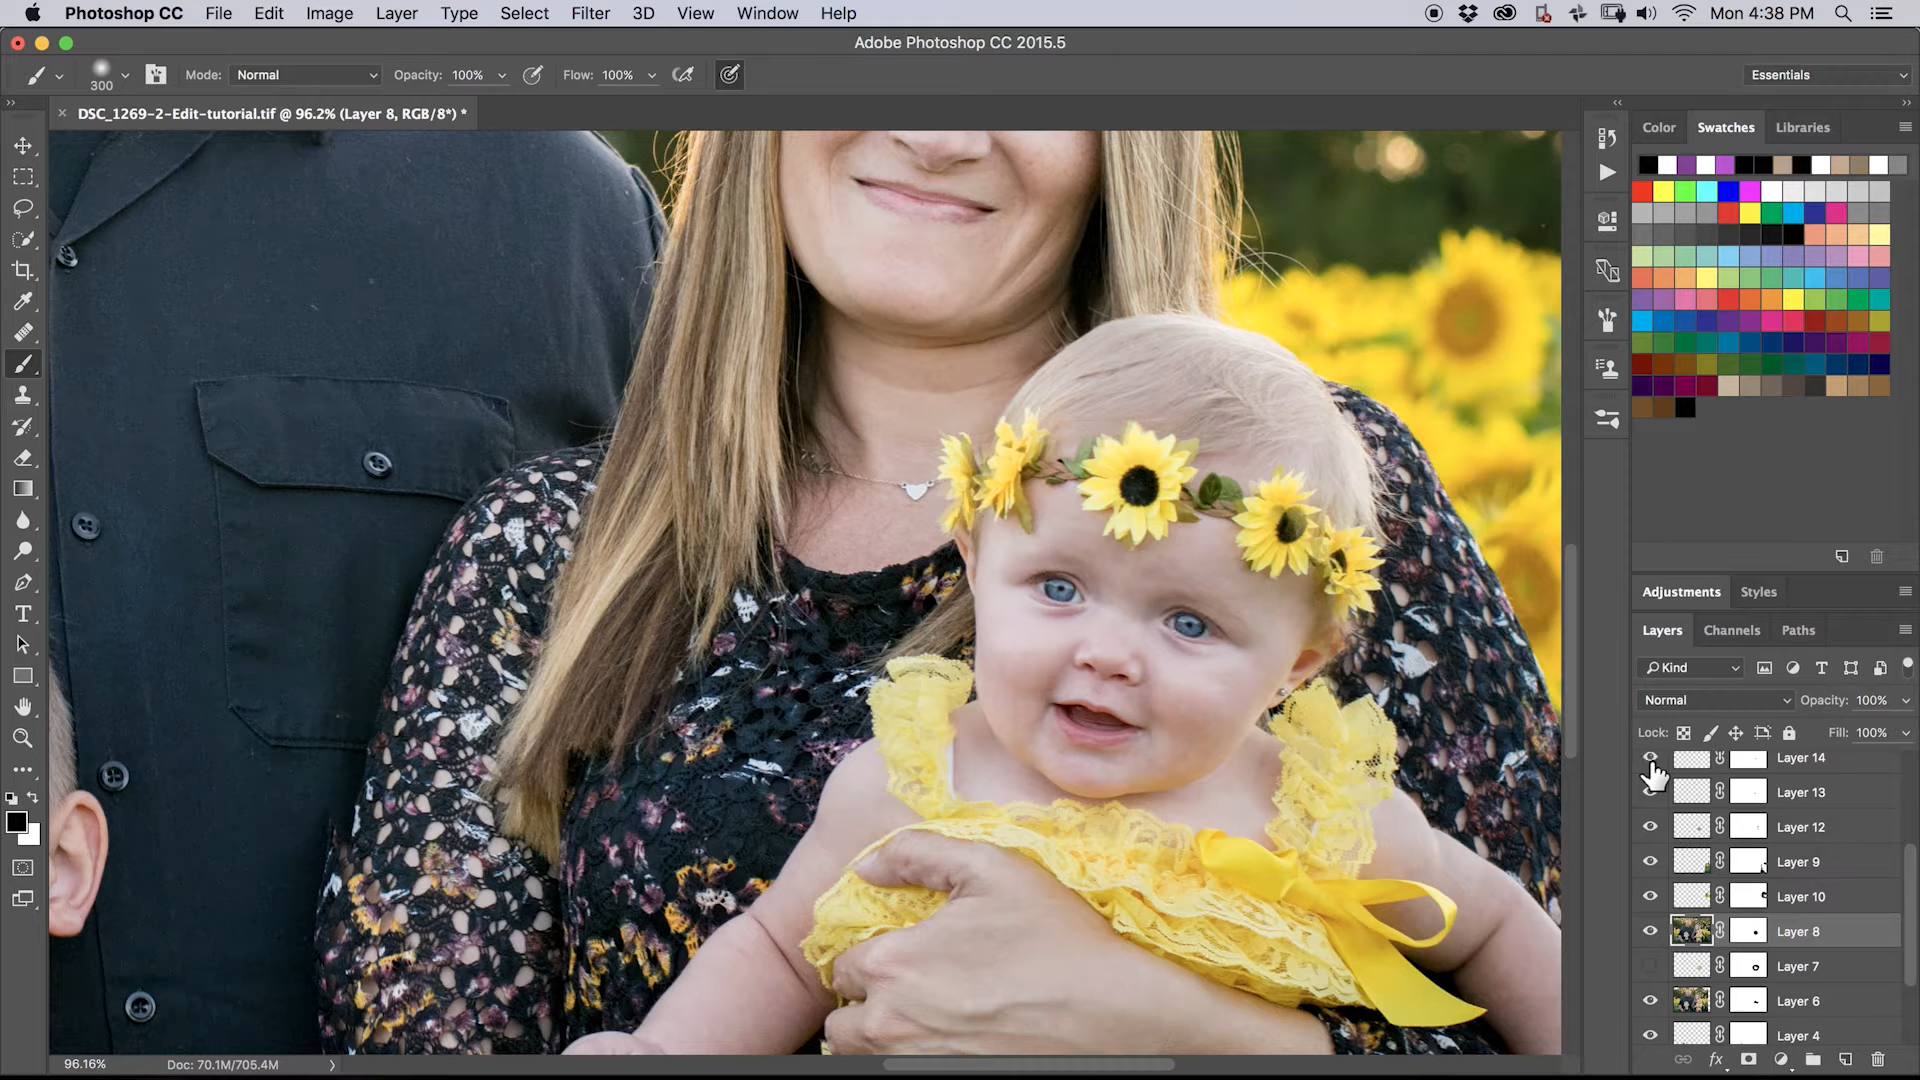 Photoshop CC File Edit Image Layer Type Select Filter 3D View Window Help Mon 4:38 PM
Adobe Photoshop CC 2015.5
300 Mode: Normal Opacity: 100% Flow: 100% Essentials
DSC_1269-2-Edit-tutorial.tif @ 96.2% (Layer 8, RGB/8*) *
Color Swatches Libraries
Adjustments Styles
Layers Channels Paths
Kind
Normal Opacity: 100%
Lock: Fill: 100%
Layer 14
Layer 13
Layer 12
Layer 9
Layer 10
Layer 8
Layer 7
Layer 6
Layer 4
96.16% Doc: 70.1M/705.4M